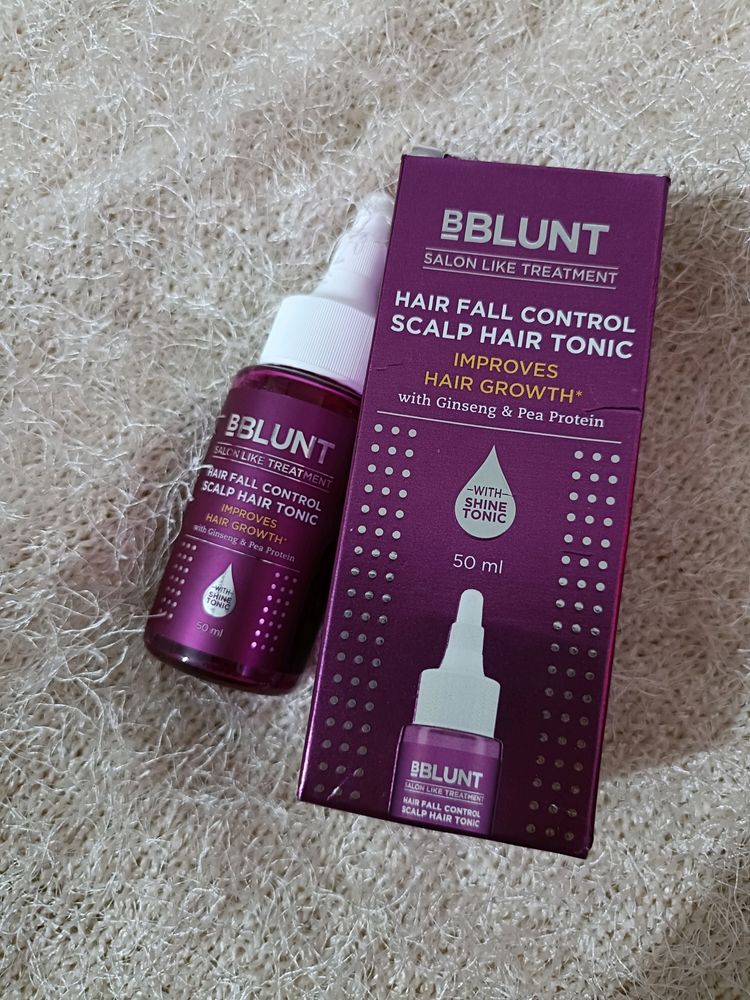 BBLUNT
SALON LIKE TREATMENT
HAIR FALL CONTROL
SCALP HAIR TONIC
IMPROVES
HAIR GROWTH*
with Ginseng & Pea Protein
WITH
SHINE
TONIC
50 ml
BBLUNT
SALON LIKE TREATMENT
HAIR FALL CONTROL
SCALP HAIR TONIC
BBLUNT
SALON LIKE TREATMENT
HAIR FALL CONTROL
SCALP HAIR TONIC
IMPROVES
HAIR GROWTH*
with Ginseng & Pea Protein
WITH
SHINE
TONIC
50 ml